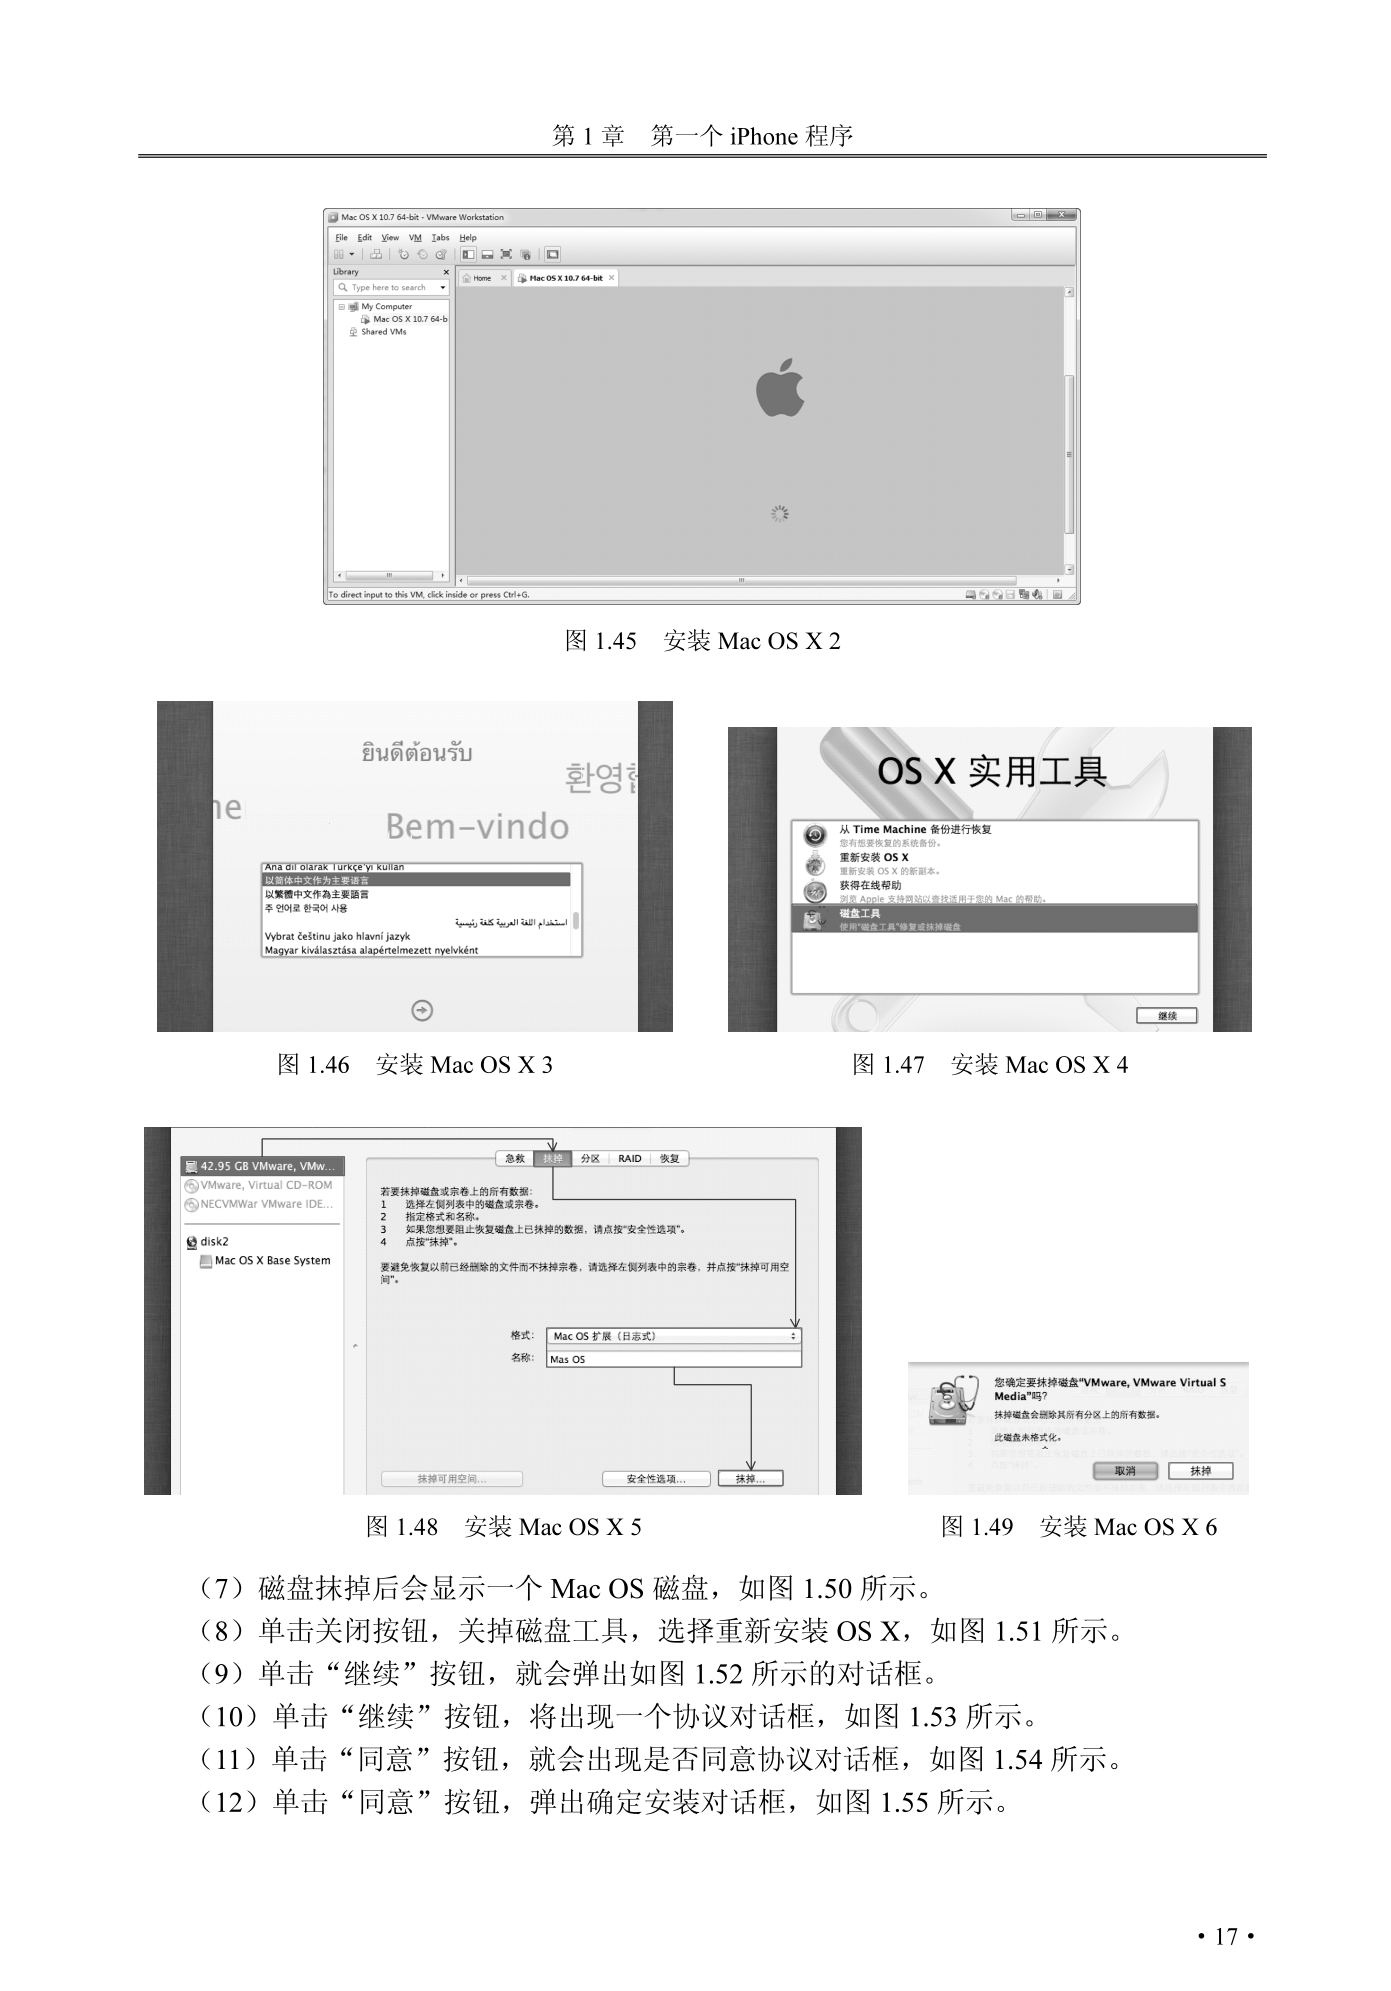 第 1 章 第一个 iPhone 程序
Mac OS X 10.7 64-bit - VMware Workstation
File Edit View VM Tabs Help
Library
Home
Mac OS X 10.7 64-bit
Type here to search
My Computer
Mac OS X 10.7 64-b
Shared VMs
To direct input to this VM, click inside or press Ctrl+G.
图 1.45 安装 Mac OS X 2
ยินดีต้อนรับ
환영합
ne
Bem-vindo
Ana dil olarak Türkçe'yi kullan
以简体中文作为主要语言
以繁體中文作為主要語言
주 언어로 한국어 사용
استخدام اللغة العربية كلغة رئيسية
Vybrat češtinu jako hlavní jazyk
Magyar kiválasztása alapértelmezett nyelvként
OS X 实用工具
从 Time Machine 备份进行恢复
您有想要恢复的系统备份。
重新安装 OS X
重新安装 OS X 的新副本。
获得在线帮助
浏览 Apple 支持网站以查找适用于您的 Mac 的帮助。
磁盘工具
使用“磁盘工具”修复或抹掉磁盘
继续
图 1.46 安装 Mac OS X 3
图 1.47 安装 Mac OS X 4
42.95 GB VMware, VMw...
VMware, Virtual CD-ROM
NECVMWar VMware IDE...
disk2
Mac OS X Base System
急救 抹掉 分区 RAID 恢复
若要抹掉磁盘或宗卷上的所有数据:
1 选择左侧列表中的磁盘或宗卷。
2 指定格式和名称。
3 如果您想要阻止恢复磁盘上已抹掉的数据，请点按“安全性选项”。
4 点按“抹掉”。
要避免恢复以前已经删除的文件而不抹掉宗卷，请选择左侧列表中的宗卷，并点按“抹掉可用空
间”。
格式: Mac OS 扩展（日志式）
名称: Mas OS
抹掉可用空间... 安全性选项... 抹掉...
您确定要抹掉磁盘“VMware, VMware Virtual S
Media”吗?
抹掉磁盘会删除其所有分区上的所有数据。
此磁盘未格式化。
取消 抹掉
图 1.48 安装 Mac OS X 5
图 1.49 安装 Mac OS X 6
（7）磁盘抹掉后会显示一个 Mac OS 磁盘，如图 1.50 所示。
（8）单击关闭按钮，关掉磁盘工具，选择重新安装 OS X，如图 1.51 所示。
（9）单击“继续”按钮，就会弹出如图 1.52 所示的对话框。
（10）单击“继续”按钮，将出现一个协议对话框，如图 1.53 所示。
（11）单击“同意”按钮，就会出现是否同意协议对话框，如图 1.54 所示。
（12）单击“同意”按钮，弹出确定安装对话框，如图 1.55 所示。
• 17 •